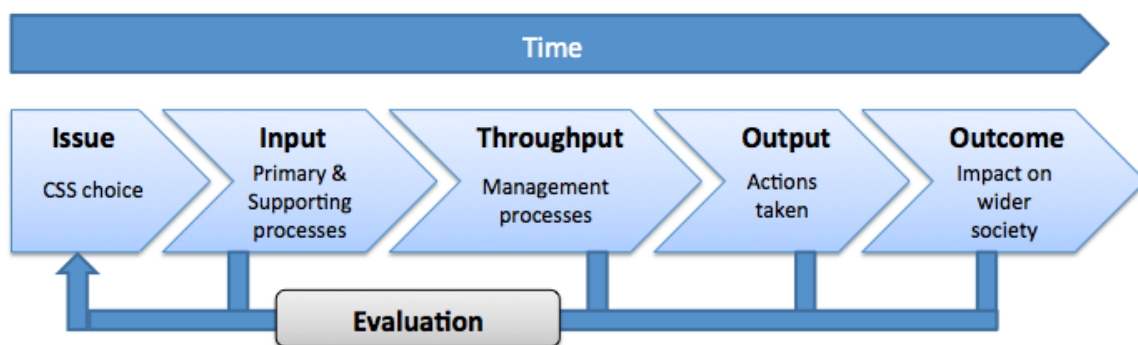 Time
Issue
CSS choice
Input
Primary &
Supporting
processes
Throughput
Management
processes
Output
Actions
taken
Outcome
Impact on
wider
society
Evaluation